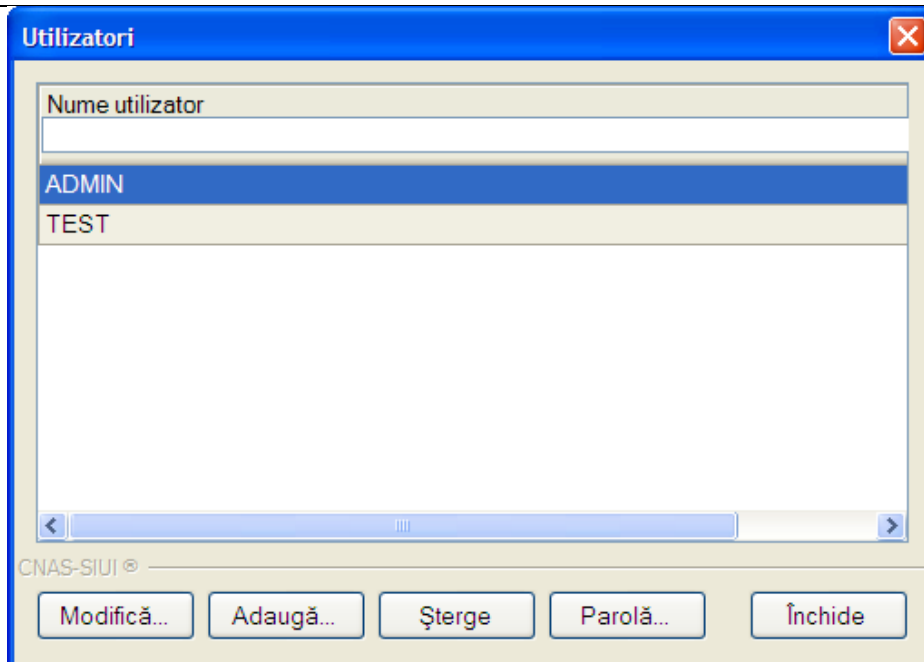 Utilizatori
Nume utilizator
ADMIN
TEST
CNAS-SIUI ®
Modifică... Adaugă... Şterge Parolă... Închide